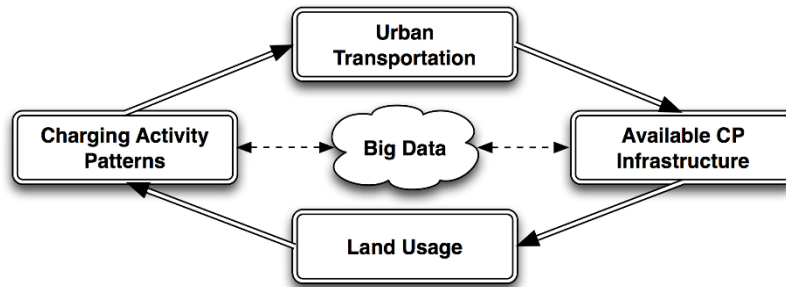 Urban
Transportation
Charging Activity
Patterns
Big Data
Available CP
Infrastructure
Land Usage